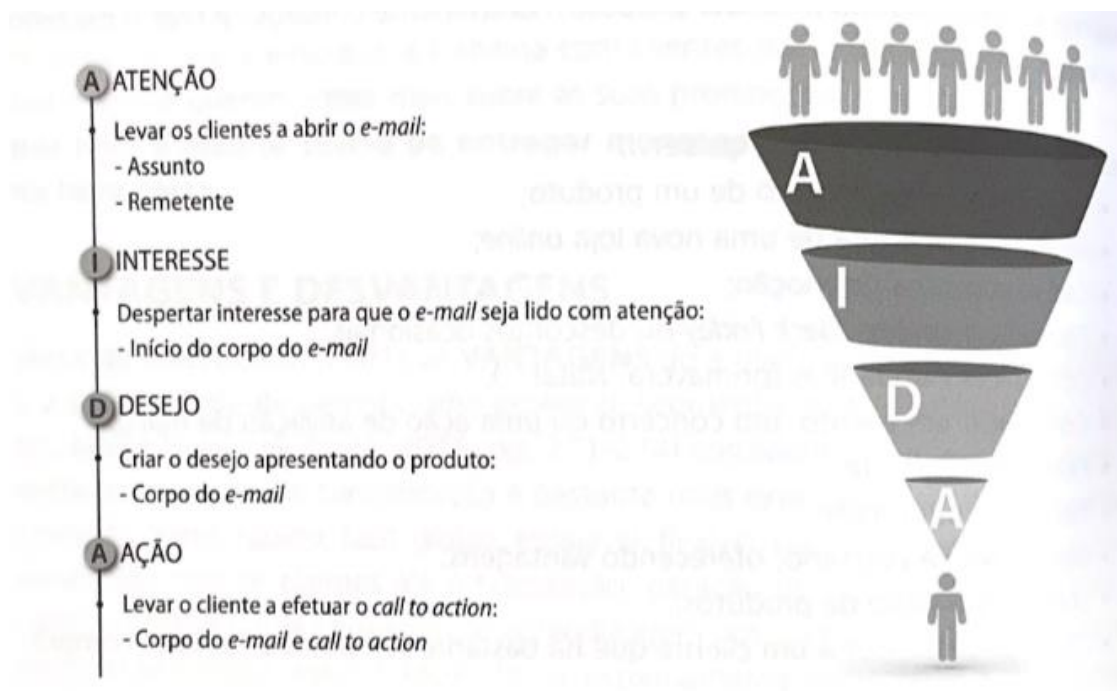 A ATENÇÃO
Levar os clientes a abrir o e-mail:
- Assunto
- Remetente
I INTERESSE
Despertar interesse para que o e-mail seja lido com atenção:
- Início do corpo do e-mail
D DESEJO
Criar o desejo apresentando o produto:
- Corpo do e-mail
A AÇÃO
Levar o cliente a efetuar o call to action:
- Corpo do e-mail e call to action
A
I
D
A